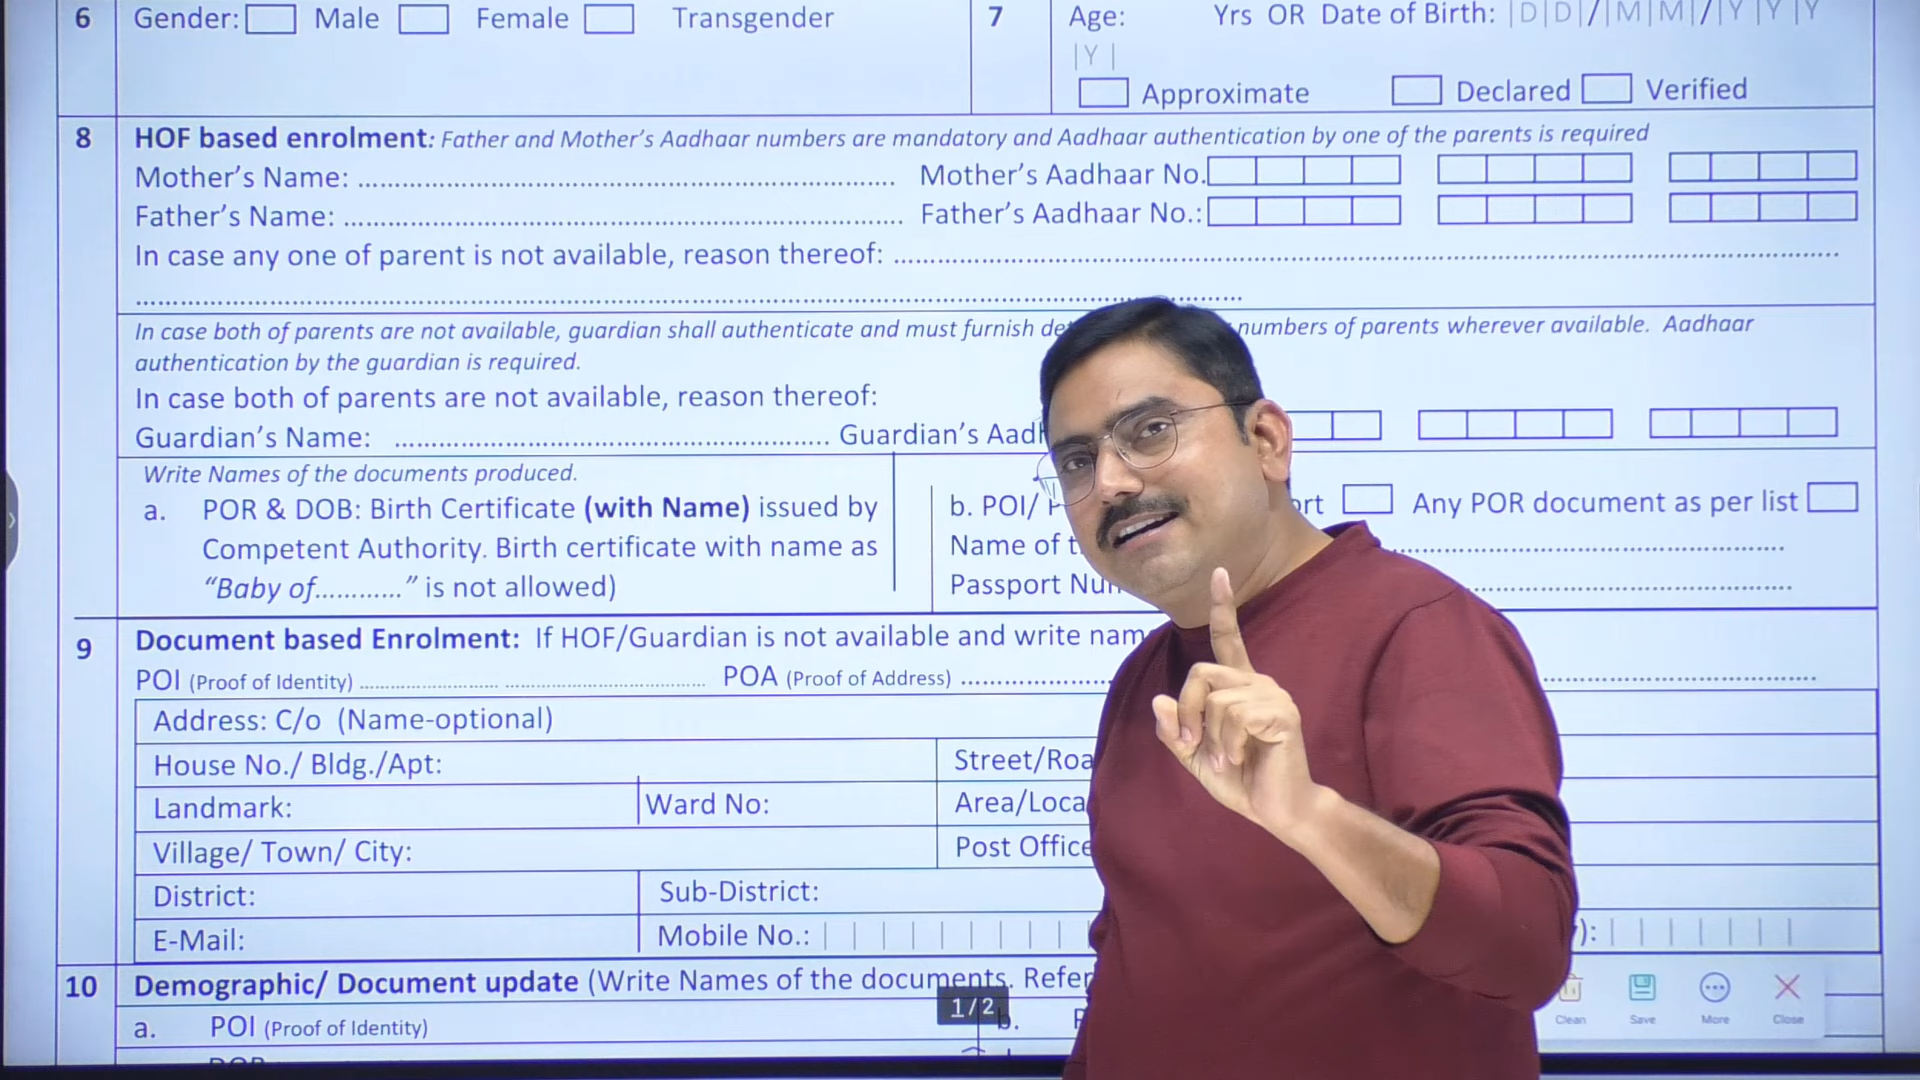 6 Gender: Male Female Transgender
7 Age: Yrs OR Date of Birth: |D|D|/|M|M|/|Y|Y|Y
|Y|
Approximate Declared Verified
8 HOF based enrolment: Father and Mother's Aadhaar numbers are mandatory and Aadhaar authentication by one of the parents is required
Mother's Name: .................... Mother's Aadhaar No.
Father's Name: .................... Father's Aadhaar No.:
In case any one of parent is not available, reason thereof: ....................
In case both of parents are not available, guardian shall authenticate and must furnish numbers of parents wherever available. Aadhaar
authentication by the guardian is required.
In case both of parents are not available, reason thereof:
Guardian's Name: .................... Guardian's Aadh
Write Names of the documents produced.
a. POR & DOB: Birth Certificate (with Name) issued by
Competent Authority. Birth certificate with name as
"Baby of............" is not allowed)
b. POI/ ort Any POR document as per list
Name of t
Passport Num
9 Document based Enrolment: If HOF/Guardian is not available and write nam
POI (Proof of Identity) .................... POA (Proof of Address) ....................
Address: C/o (Name-optional)
House No./ Bldg./Apt: Street/Roa
Landmark: Ward No: Area/Loca
Village/ Town/ City: Post Office
District: Sub-District:
E-Mail: Mobile No.: ):
10 Demographic/ Document update (Write Names of the documents. Refer
a. POI (Proof of Identity) b.
1/2
Clean Save More Close